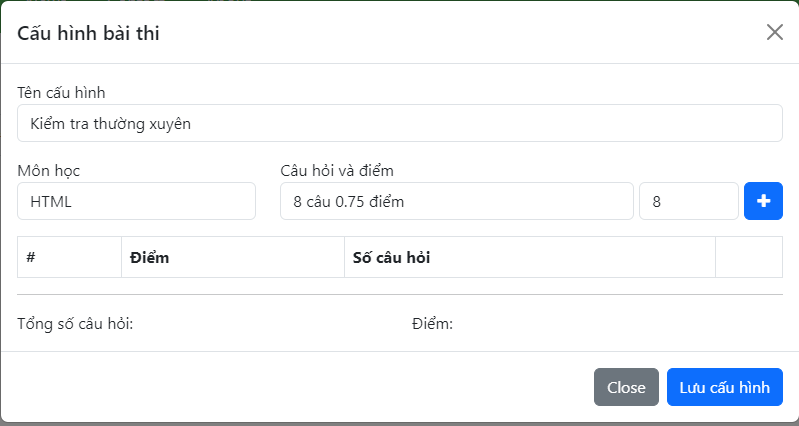 Cấu hình bài thi
Tên cấu hình
Kiểm tra thường xuyên
Môn học
Câu hỏi và điểm
HTML
8 câu 0.75 điểm
8
# Điểm Số câu hỏi
Tổng số câu hỏi: Điểm:
Close Lưu cấu hình